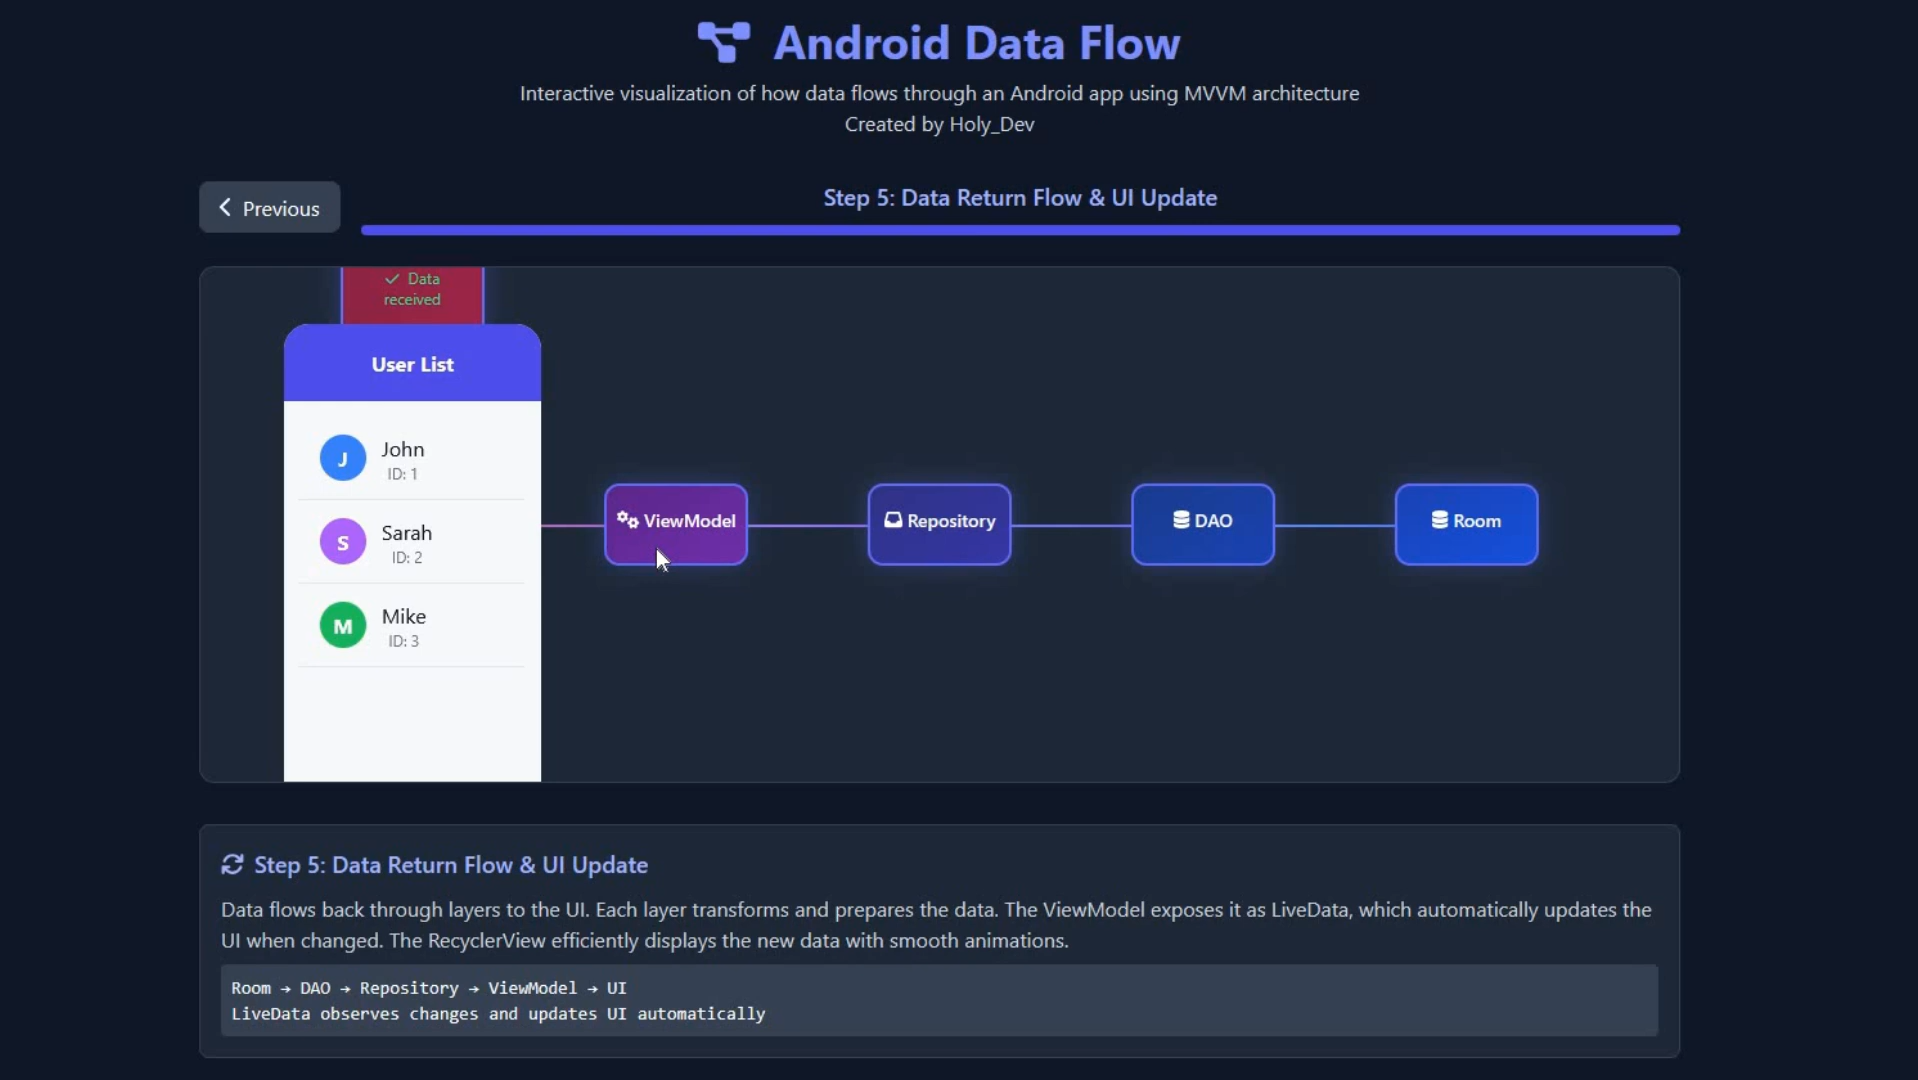 Android Data Flow
Interactive visualization of how data flows through an Android app using MVVM architecture
Created by Holy_Dev
Previous
Step 5: Data Return Flow & UI Update
✓ Data
received
User List
J
John
ID: 1
S
Sarah
ID: 2
M
Mike
ID: 3
ViewModel
Repository
DAO
Room
Step 5: Data Return Flow & UI Update
Data flows back through layers to the UI. Each layer transforms and prepares the data. The ViewModel exposes it as LiveData, which automatically updates the
UI when changed. The RecyclerView efficiently displays the new data with smooth animations.
Room → DAO → Repository → ViewModel → UI
LiveData observes changes and updates UI automatically